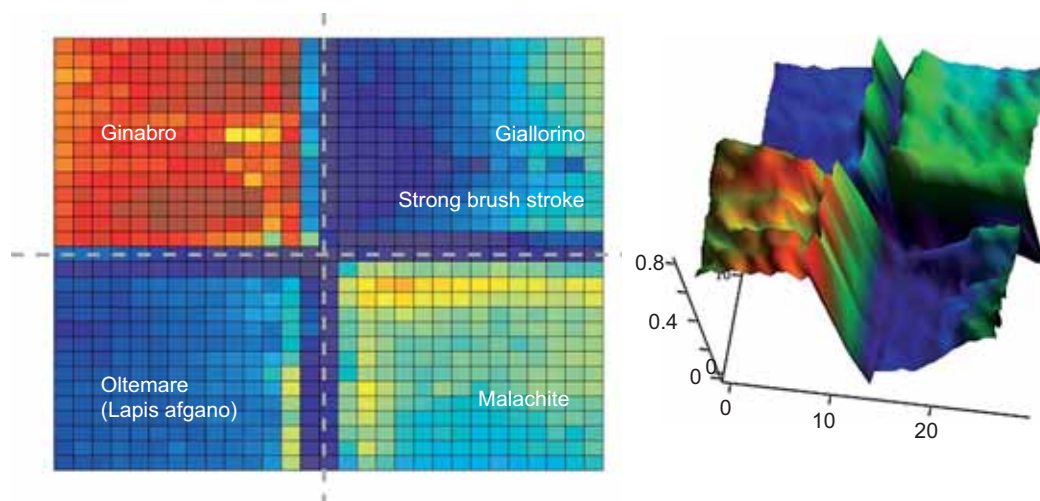 Ginabro
Giallorino
Strong brush stroke
Oltemare
(Lapis afgano)
Malachite
0.8
0.4
0
0
0
10
20